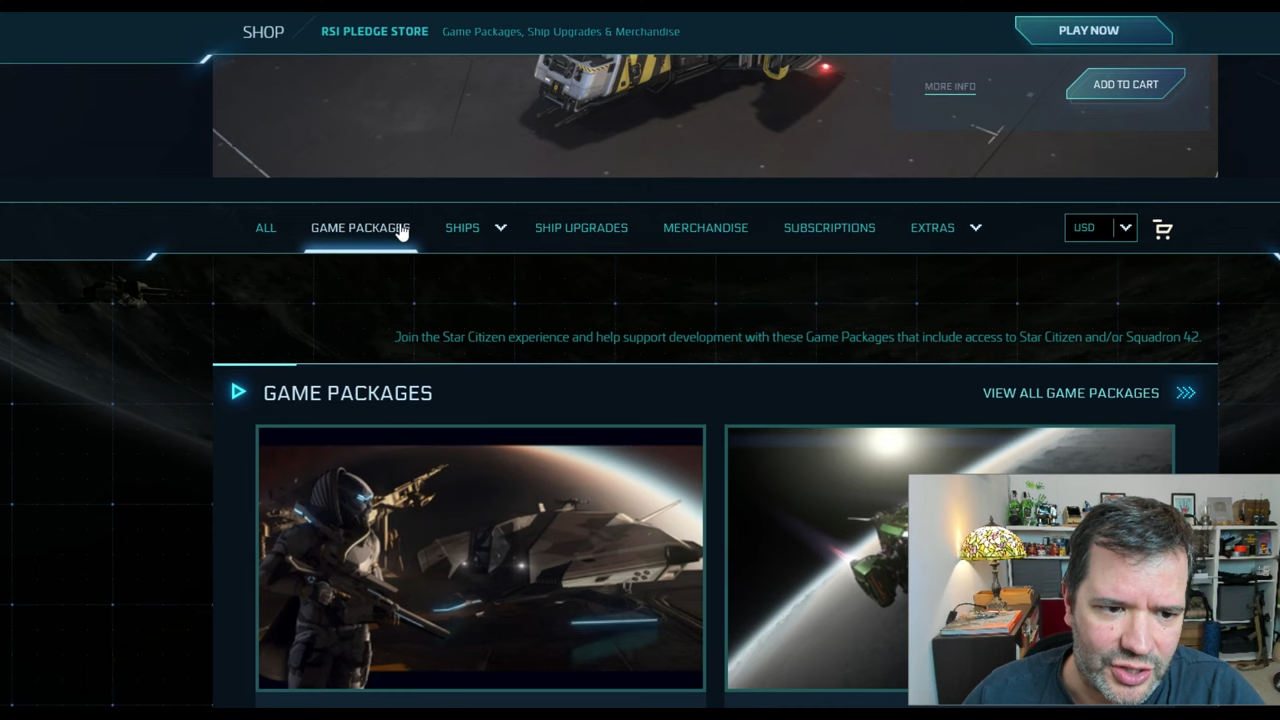 SHOP RSI PLEDGE STORE Game Packages, Ship Upgrades & Merchandise PLAY NOW
MORE INFO ADD TO CART
ALL GAME PACKAGES SHIPS SHIP UPGRADES MERCHANDISE SUBSCRIPTIONS EXTRAS USD
Join the Star Citizen experience and help support development with these Game Packages that include access to Star Citizen and/or Squadron 42.
GAME PACKAGES VIEW ALL GAME PACKAGES